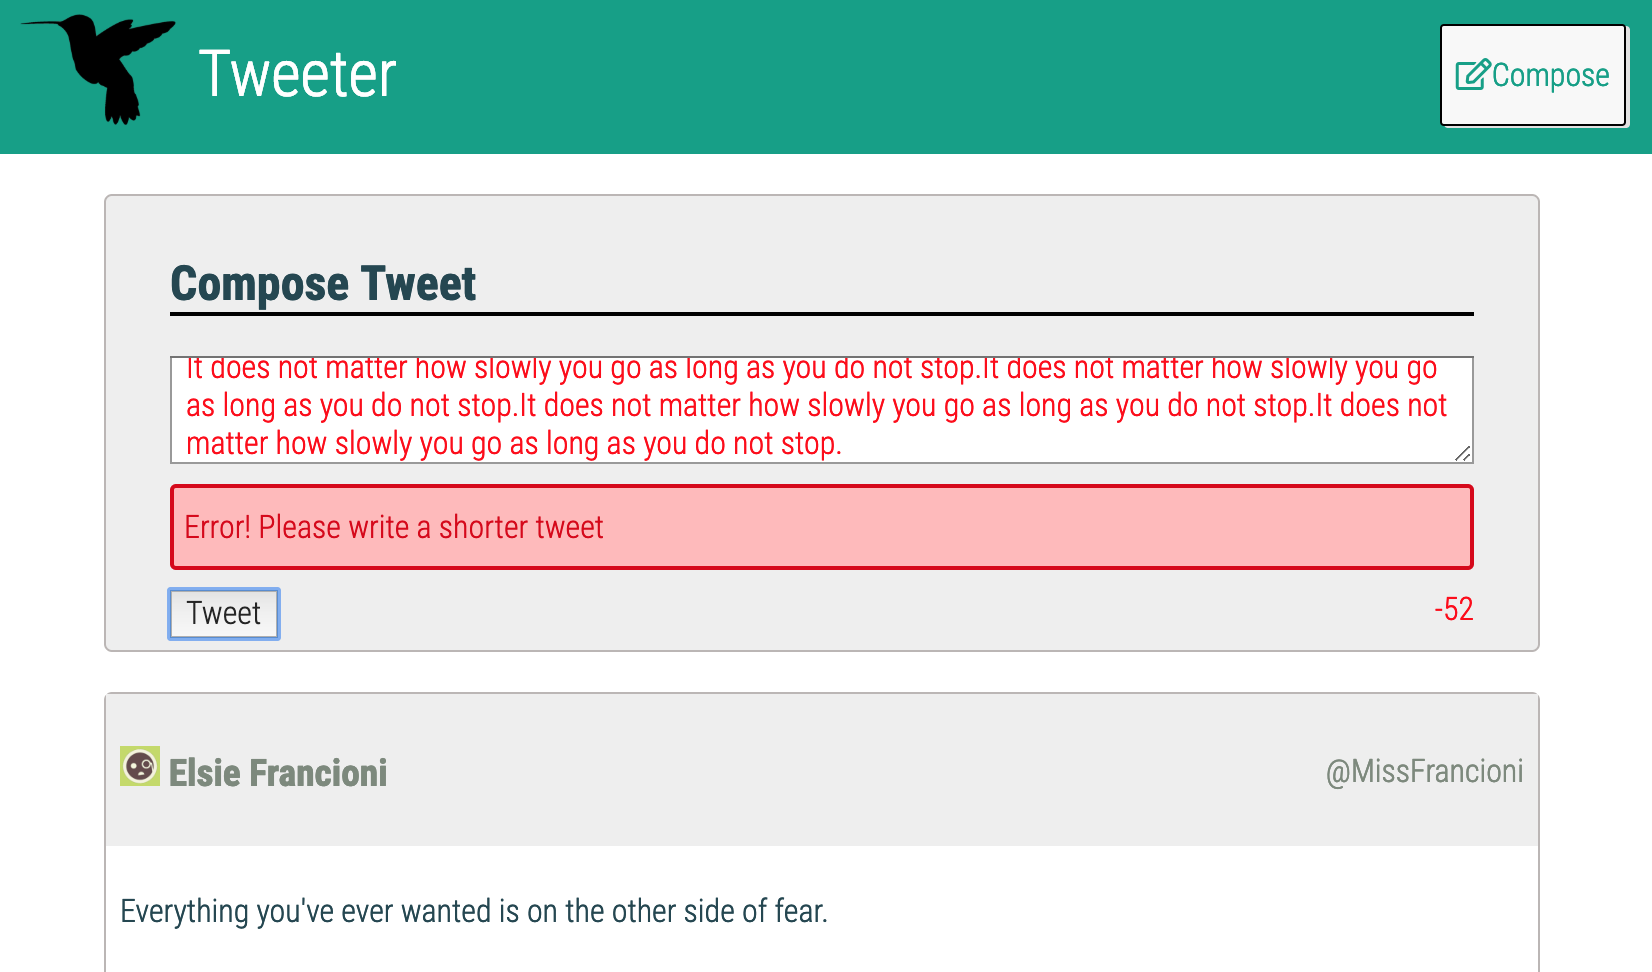 Tweeter
Compose
Compose Tweet
It does not matter how slowly you go as long as you do not stop.It does not matter how slowly you go
as long as you do not stop.It does not matter how slowly you go as long as you do not stop.It does not
matter how slowly you go as long as you do not stop.
Error! Please write a shorter tweet
Tweet
-52
Elsie Francioni
@MissFrancioni
Everything you've ever wanted is on the other side of fear.